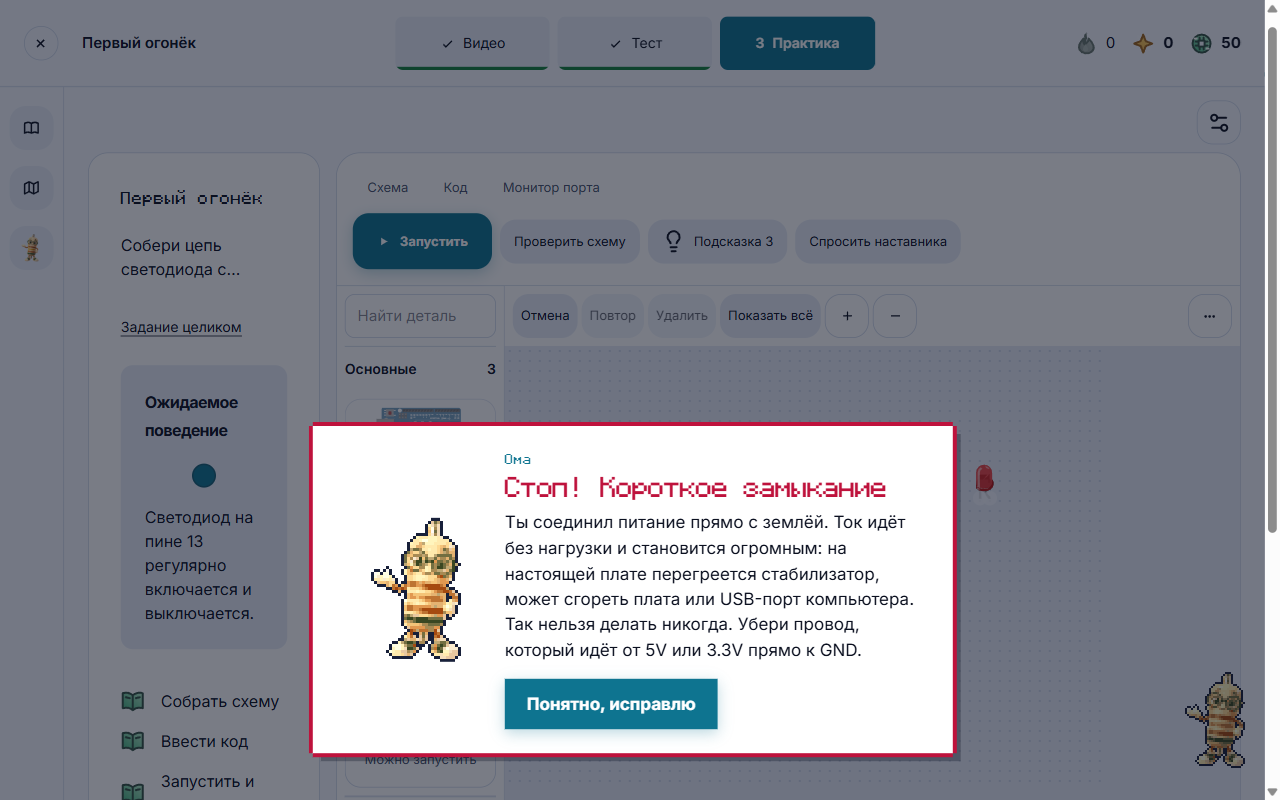 Первый огонёк
Видео
Тест
3 Практика
0
0
50
Первый огонёк
Собери цепь
светодиода с...
Задание целиком
Ожидаемое
поведение
Светодиод на
пине 13
регулярно
включается и
выключается.
Собрать схему
Ввести код
Запустить и
Схема
Код
Монитор порта
Запустить
Проверить схему
Подсказка 3
Спросить наставника
Найти деталь
Отмена
Повтор
Удалить
Показать всё
+
−
...
Основные
3
Ома
Стоп! Короткое замыкание
Ты соединил питание прямо с землёй. Ток идёт
без нагрузки и становится огромным: на
настоящей плате перегреется стабилизатор,
может сгореть плата или USB-порт компьютера.
Так нельзя делать никогда. Убери провод,
который идёт от 5V или 3.3V прямо к GND.
Понятно, исправлю
Можно запустить